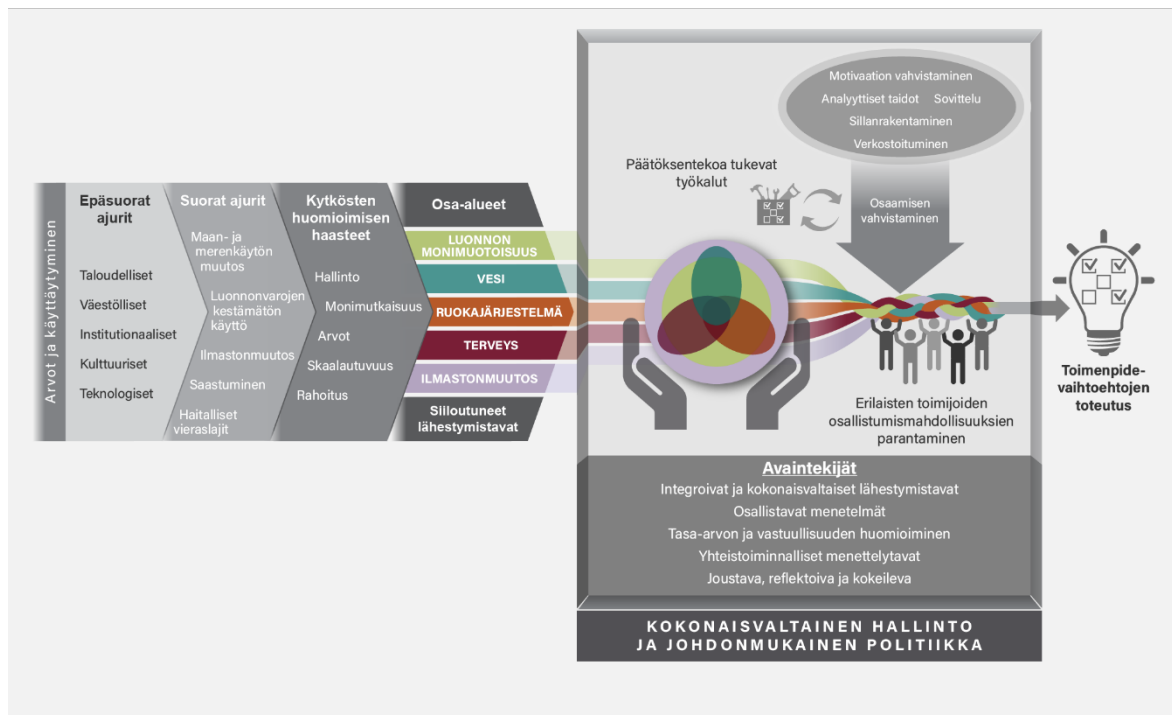 Arvot ja käyttäytyminen
Epäsuorat
ajurit
Taloudelliset
Väestölliset
Institutionaaliset
Kulttuuriset
Teknologiset
Suorat ajurit
Maan- ja
merenkäytön
muutos
Luonnonvarojen
kestämätön
käyttö
Ilmastonmuutos
Saastuminen
Haitalliset
vieraslajit
Kytkösten
huomioimisen
haasteet
Hallinto
Monimutkaisuus
Arvot
Skaalautuvuus
Rahoitus
Osa-alueet
LUONNON
MONIMUOTOISUUS
VESI
RUOKAJÄRJESTELMÄ
TERVEYS
ILMASTONMUUTOS
Siiloutuneet
lähestymistavat
Päätöksentekoa tukevat
työkalut
Motivaation vahvistaminen
Analyyttiset taidot Sovittelu
Sillanrakentaminen
Verkostoituminen
Osaamisen
vahvistaminen
Erilaisten toimijoiden
osallistumismahdollisuuksien
parantaminen
Avaintekijät
Integroivat ja kokonaisvaltaiset lähestymistavat
Osallistavat menetelmät
Tasa-arvon ja vastuullisuuden huomioiminen
Yhteistoiminnalliset menettelytavat
Joustava, reflektoiva ja kokeileva
KOKONAISVALTAINEN HALLINTO
JA JOHDONMUKAINEN POLITIIKKA
Toimenpide-
vaihtoehtojen
toteutus